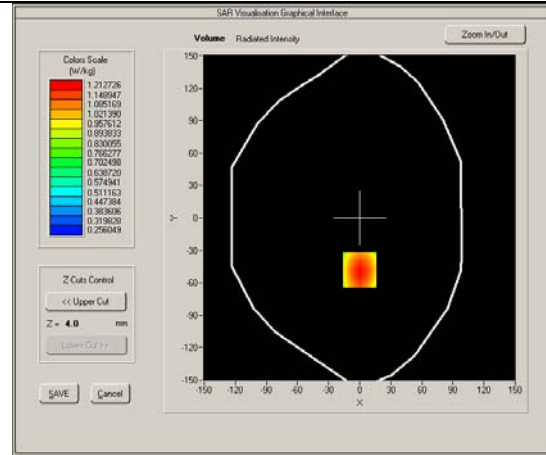 SAR Visualisation Graphical Interface
Volume Radiated Intensity
Zoom In/Out
Colors Scale
(W/kg)
1.212726
1.148947
1.085169
1.021390
0.957612
0.893833
0.830055
0.766277
0.702498
0.638720
0.574941
0.511163
0.447384
0.383606
0.319828
0.256049
150-
120-
90-
60-
30-
0-
-30-
-60-
-90-
-120-
-150-
Y
-150 -120 -90 -60 -30 0 30 60 90 120 150
X
Z Cuts Control
<< Upper Cut
Z = 4.0 mm
Lower Cut >>
SAVE
Cancel